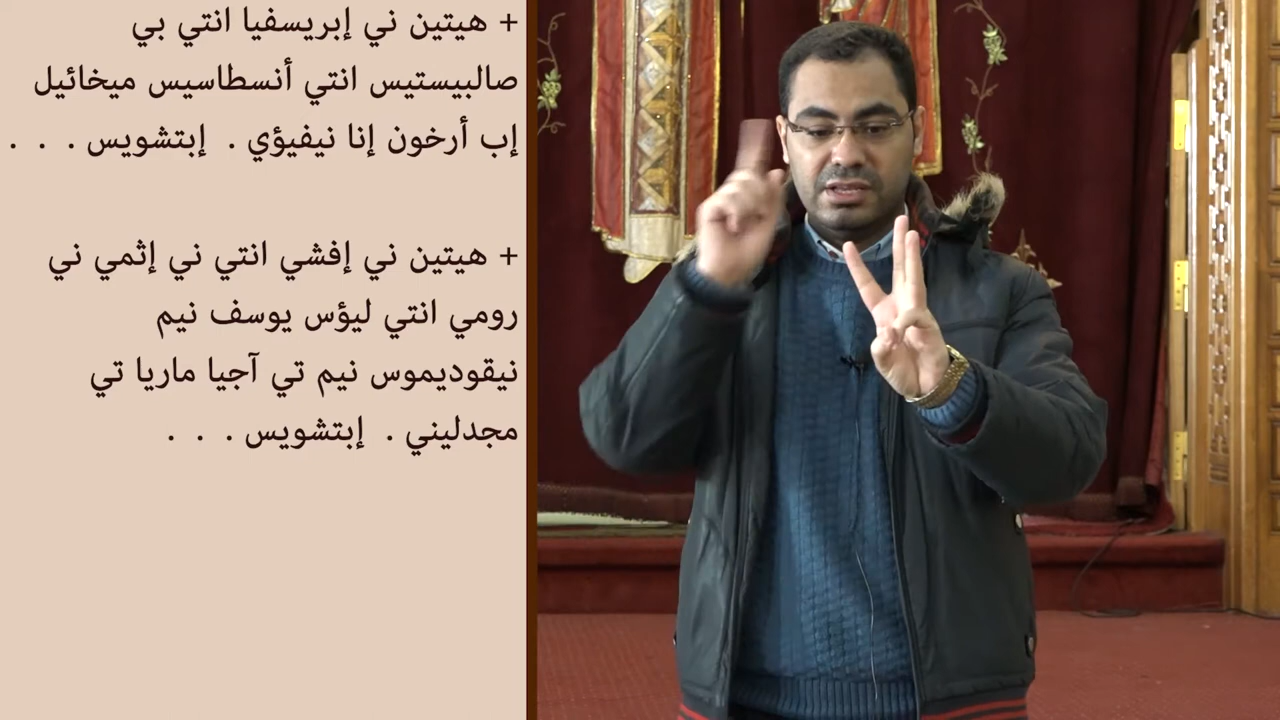 + هيتين ني إبريسفيا انتي بي
صالبيستيس انتي أنسطاسيس ميخائيل
إب أرخون إنا نيفيؤي . إبتشويس . . .
+ هيتين ني إفشي انتي ني إثمي ني
رومي انتي ليؤس يوسف نيم
نيقوديموس نيم تي آجيا ماريا تي
مجدليني . إبتشويس . . .